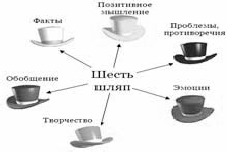 Позитивное
мышление
Факты
Проблемы,
противоречия
Шесть
шляп
Обобщение
Эмоции
Творчество